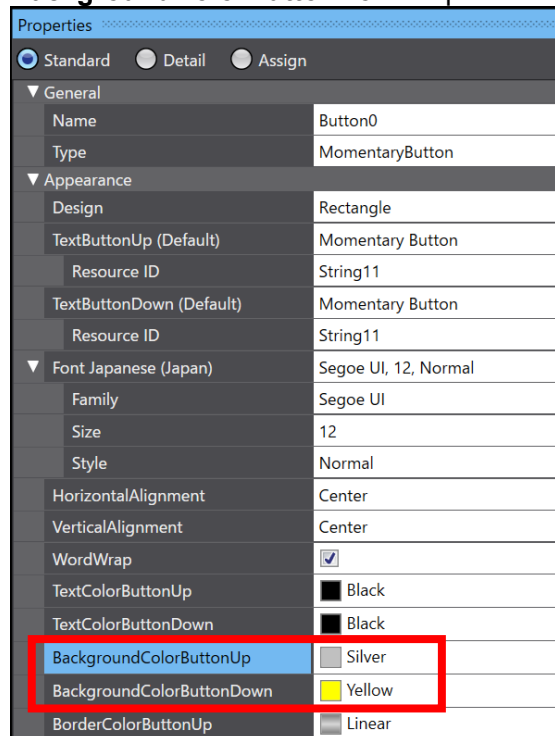 Properties
Standard Detail Assign
General
Name Button0
Type MomentaryButton
Appearance
Design Rectangle
TextButtonUp (Default) Momentary Button
Resource ID String11
TextButtonDown (Default) Momentary Button
Resource ID String11
Font Japanese (Japan) Segoe UI, 12, Normal
Family Segoe UI
Size 12
Style Normal
HorizontalAlignment Center
VerticalAlignment Center
WordWrap
TextColorButtonUp Black
TextColorButtonDown Black
BackgroundColorButtonUp Silver
BackgroundColorButtonDown Yellow
BorderColorButtonUp Linear